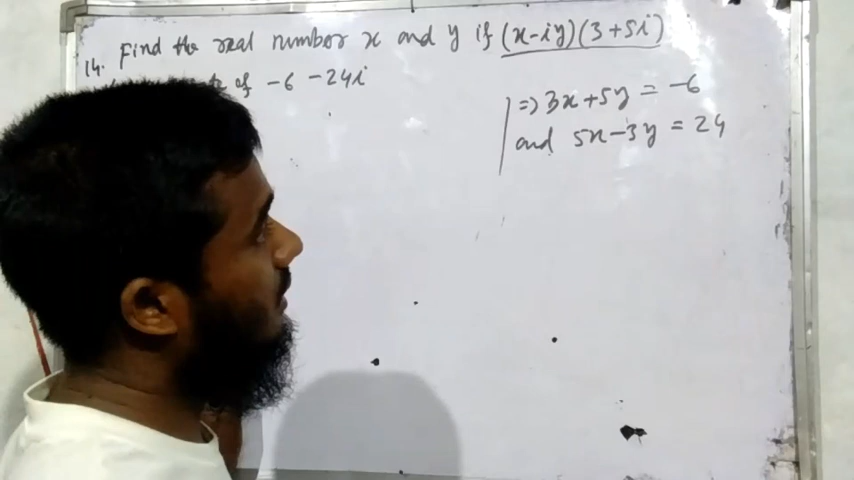 14. Find the real number x and y if (x-iy)(3+5i)
of -6 -24i
⇒ 3x+5y = -6
and 5x-3y = 24